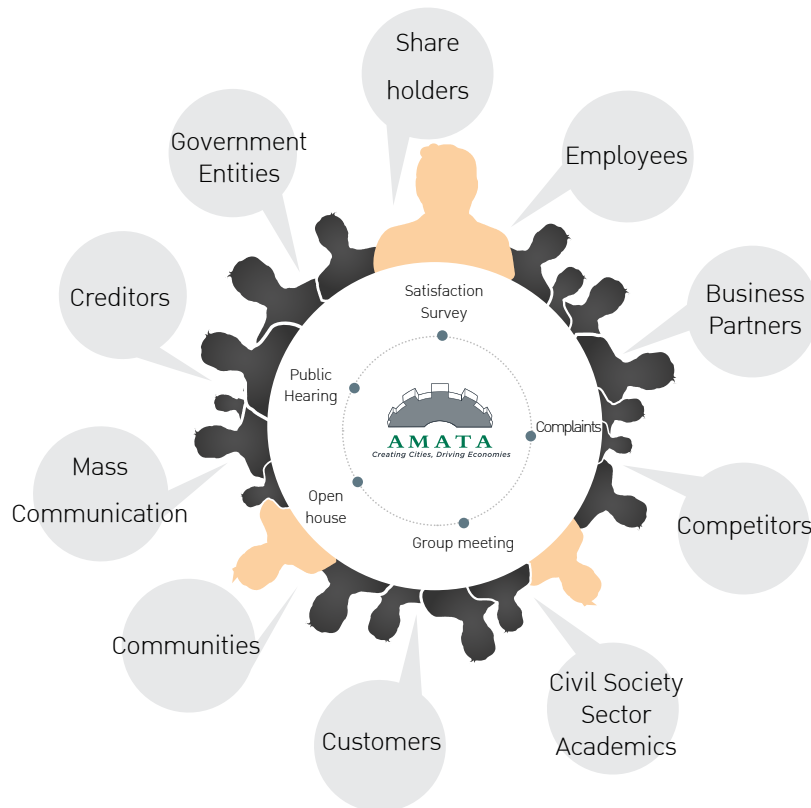 Share
holders
Government
Entities
Employees
Creditors
Business
Partners
Satisfaction
Survey
Public
Hearing
Complaints
AMATA
Creating Cities, Driving Economies
Mass
Communication
Open
house
Group meeting
Competitors
Communities
Civil Society
Sector
Academics
Customers